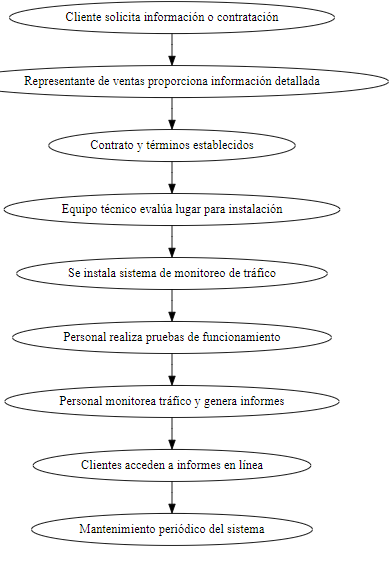 Cliente solicita información o contratación
Representante de ventas proporciona información detallada
Contrato y términos establecidos
Equipo técnico evalúa lugar para instalación
Se instala sistema de monitoreo de tráfico
Personal realiza pruebas de funcionamiento
Personal monitorea tráfico y genera informes
Clientes acceden a informes en línea
Mantenimiento periódico del sistema